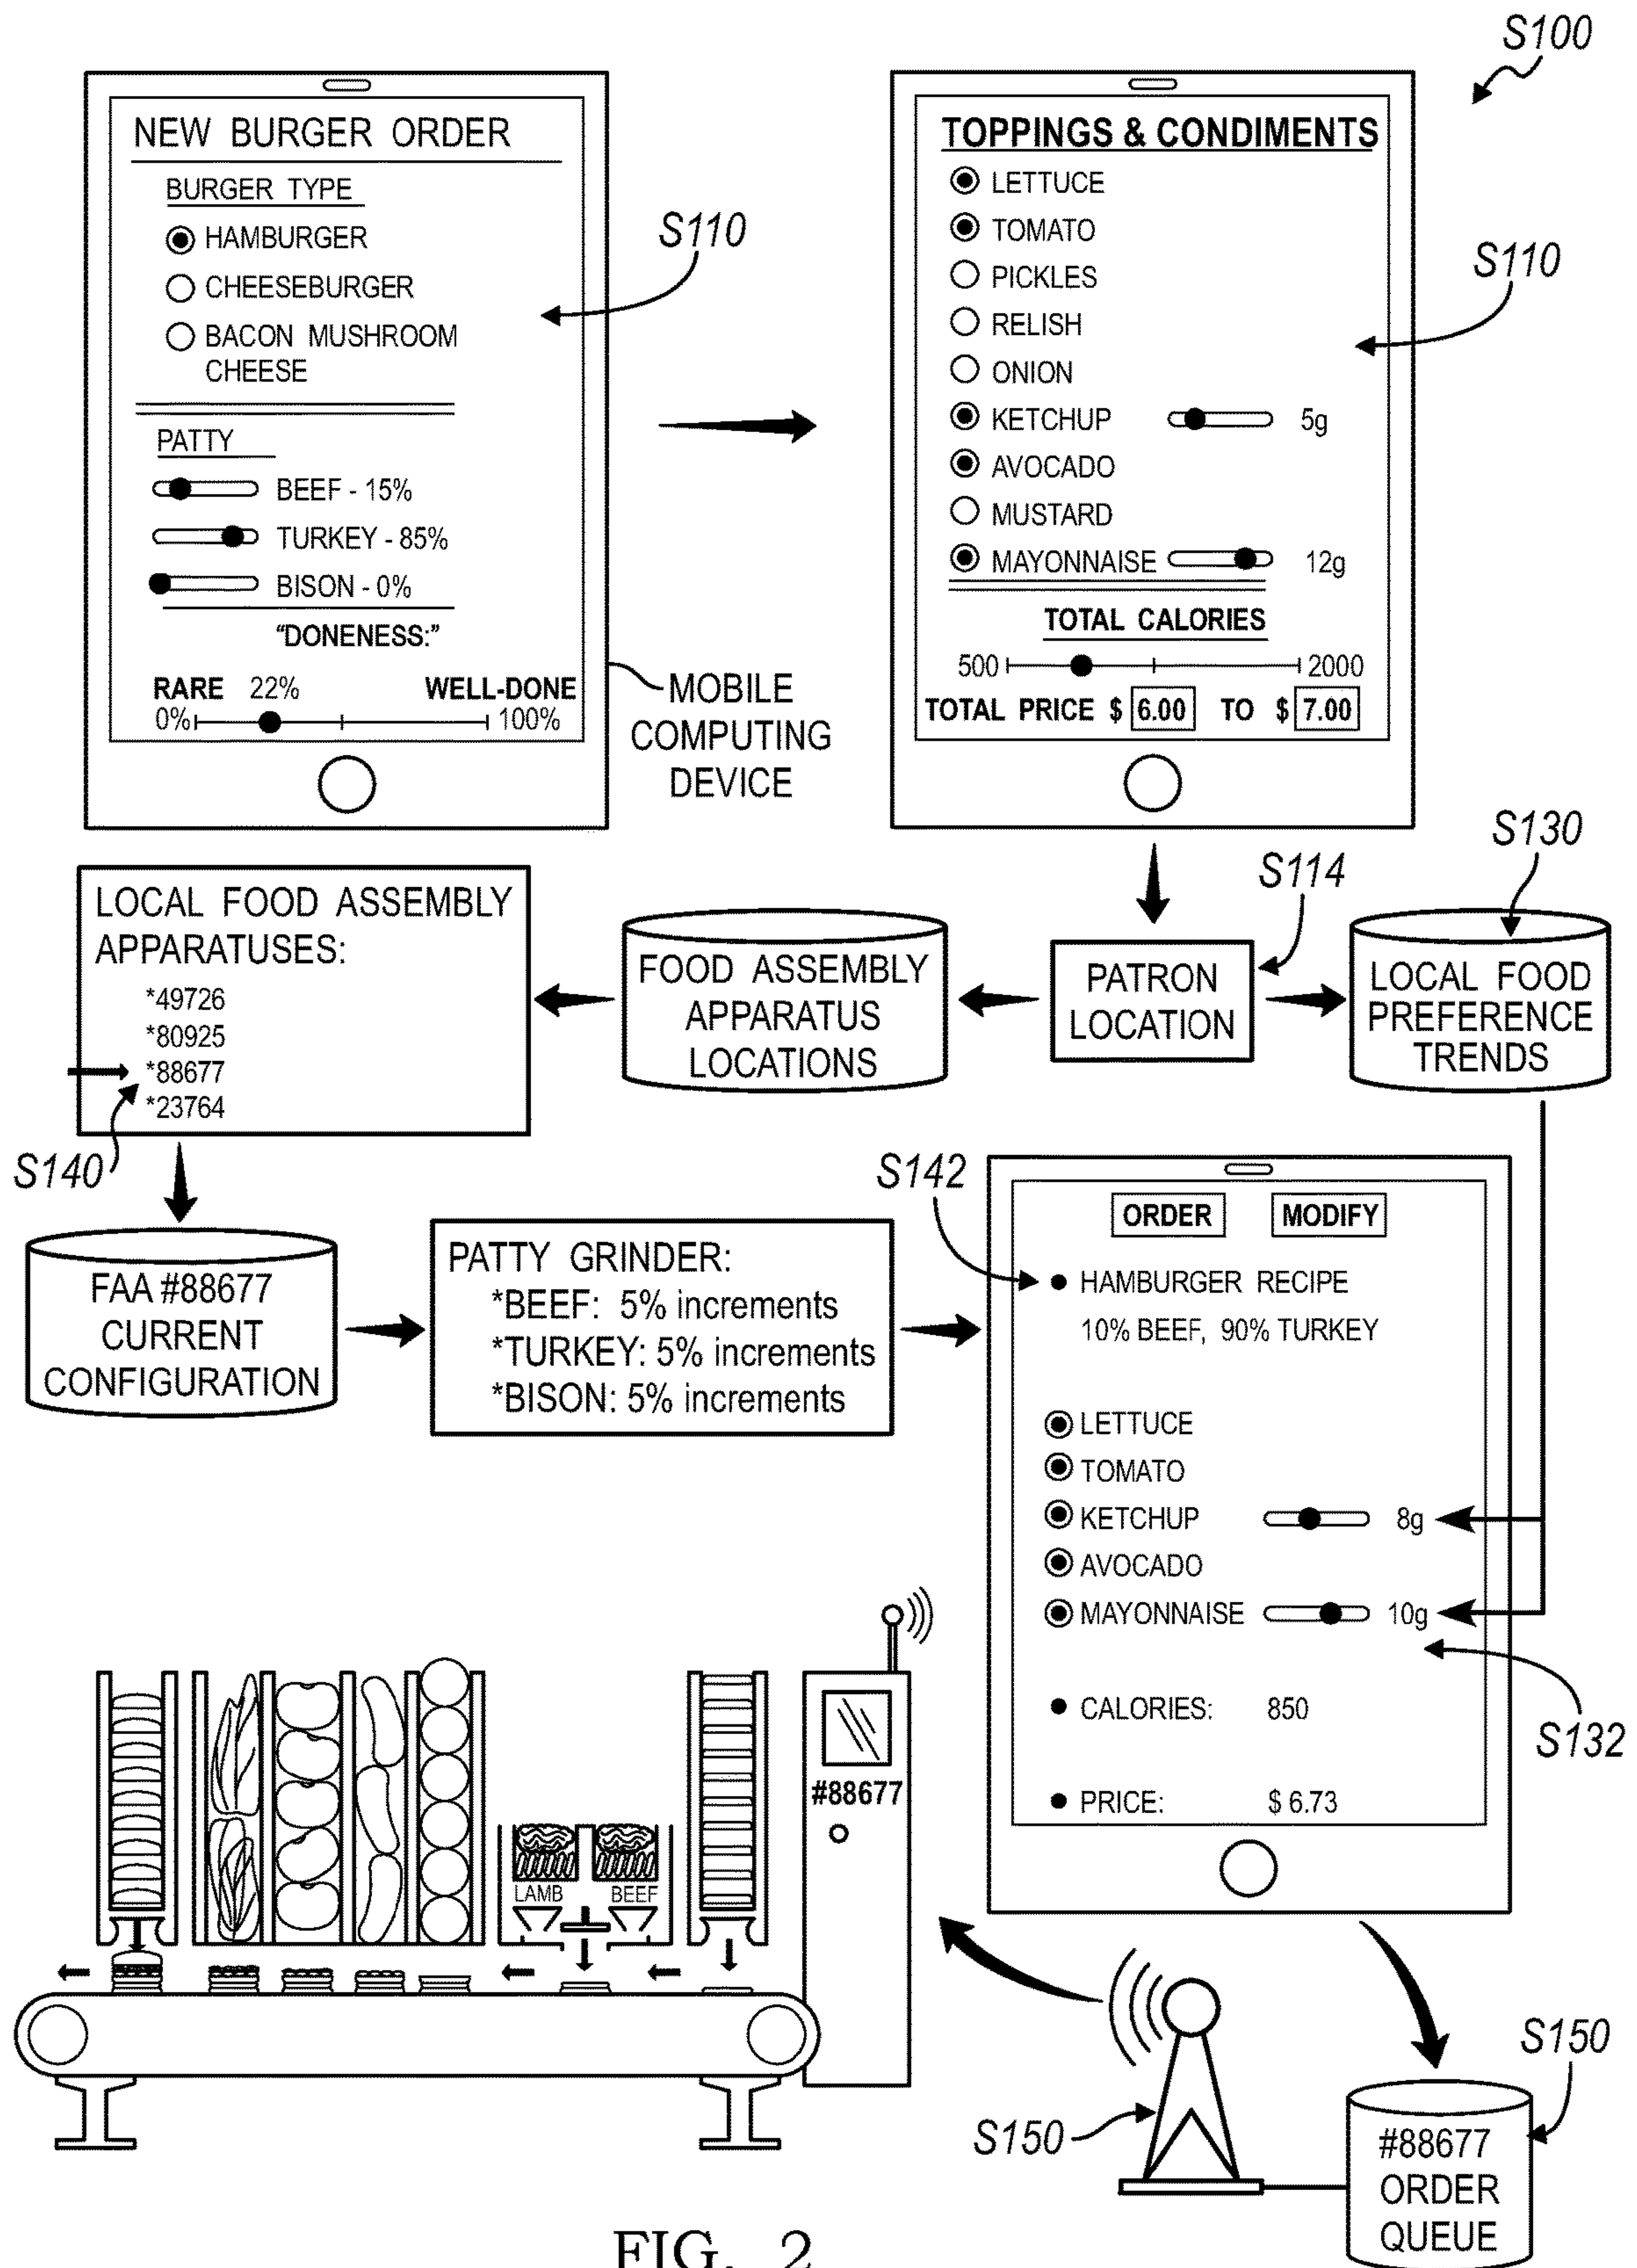 S100
NEW BURGER ORDER
BURGER TYPE
HAMBURGER
CHEESEBURGER
BACON MUSHROOM
CHEESE
PATTY
BEEF - 15%
TURKEY - 85%
BISON - 0%
"DONENESS:"
RARE 22% WELL-DONE
0% 100%
S110
MOBILE
COMPUTING
DEVICE
TOPPINGS & CONDIMENTS
LETTUCE
TOMATO
PICKLES
RELISH
ONION
KETCHUP 5g
AVOCADO
MUSTARD
MAYONNAISE 12g
TOTAL CALORIES
500 2000
TOTAL PRICE $ 6.00 TO $ 7.00
S110
S130
S114
LOCAL FOOD ASSEMBLY
APPARATUSES:
*49726
*80925
*88677
*23764
S140
FOOD ASSEMBLY
APPARATUS
LOCATIONS
PATRON
LOCATION
LOCAL FOOD
PREFERENCE
TRENDS
FAA #88677
CURRENT
CONFIGURATION
PATTY GRINDER:
*BEEF: 5% increments
*TURKEY: 5% increments
*BISON: 5% increments
S142
ORDER MODIFY
HAMBURGER RECIPE
10% BEEF, 90% TURKEY
LETTUCE
TOMATO
KETCHUP 8g
AVOCADO
MAYONNAISE 10g
CALORIES: 850
PRICE: $ 6.73
S132
#88677
LAMB BEEF
S150
S150
#88677
ORDER
QUEUE
FIG. 2